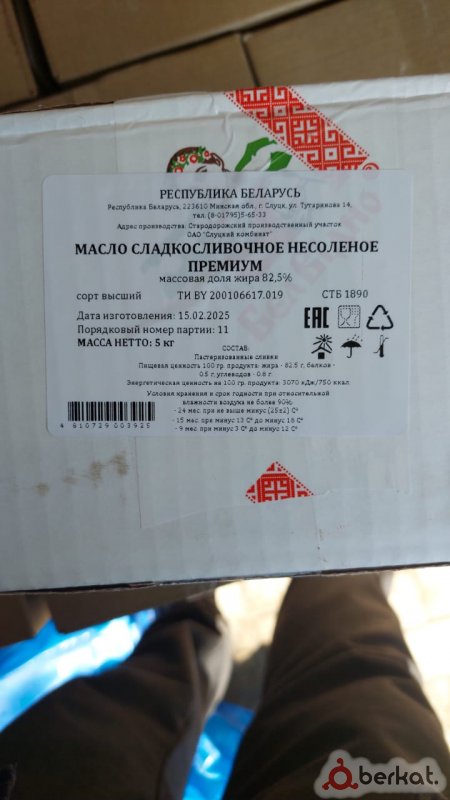 РЕСПУБЛИКА БЕЛАРУСЬ
Республика Беларусь, 223610 Минская обл., г. Слуцк, ул. Тутаринова 14,
тел. (8-01795)5-65-33
Адрес производства: Стародорожский производственный участок
ОАО "Слуцкий комбинат"
МАСЛО СЛАДКОСЛИВОЧНОЕ НЕСОЛЕНОЕ
ПРЕМИУМ
массовая доля жира 82,5%
сорт высший ТИ BY 200106617.019 СТБ 1890
Дата изготовления: 15.02.2025
Порядковый номер партии: 11
МАССА НЕТТО: 5 кг
EAC
СОСТАВ:
Пастеризованные сливки
Пищевая ценность 100 гр. продукта: жира - 82.5 г, белков -
0.5 г, углеводов - 0.8 г
Энергетическая ценность на 100 гр. продукта: 3070 кДж/750 ккал.
Условия хранения и срок годности при относительной
влажности воздуха не более 90%:
- 24 мес. при не выше минус (25±2) С°
- 15 мес. при минус 13 С° до минус 18 С°
- 9 мес. при минус 3 С° до минус 12 С°
4 810729 003925
berkat.